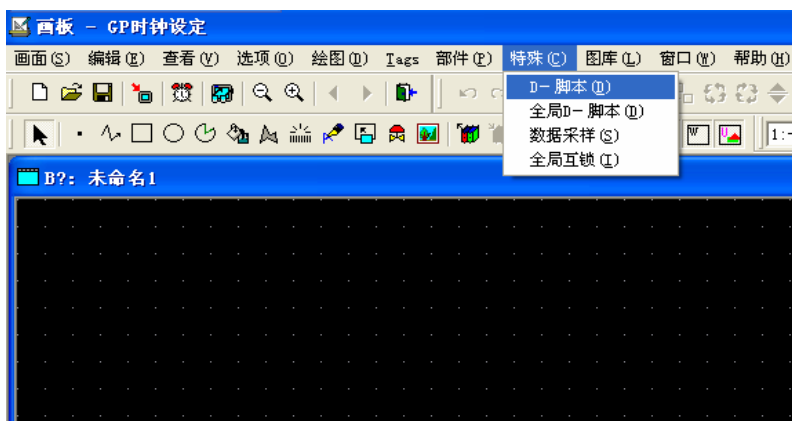 画板 - GP时钟设定
画面(S) 编辑(E) 查看(V) 选项(O) 绘图(D) Tags 部件(P) 特殊(C) 图库(L) 窗口(W) 帮助(H)
D-脚本(D)
全局D-脚本(D)
数据采样(S)
全局互锁(I)
W U 1:
B?: 未命名1